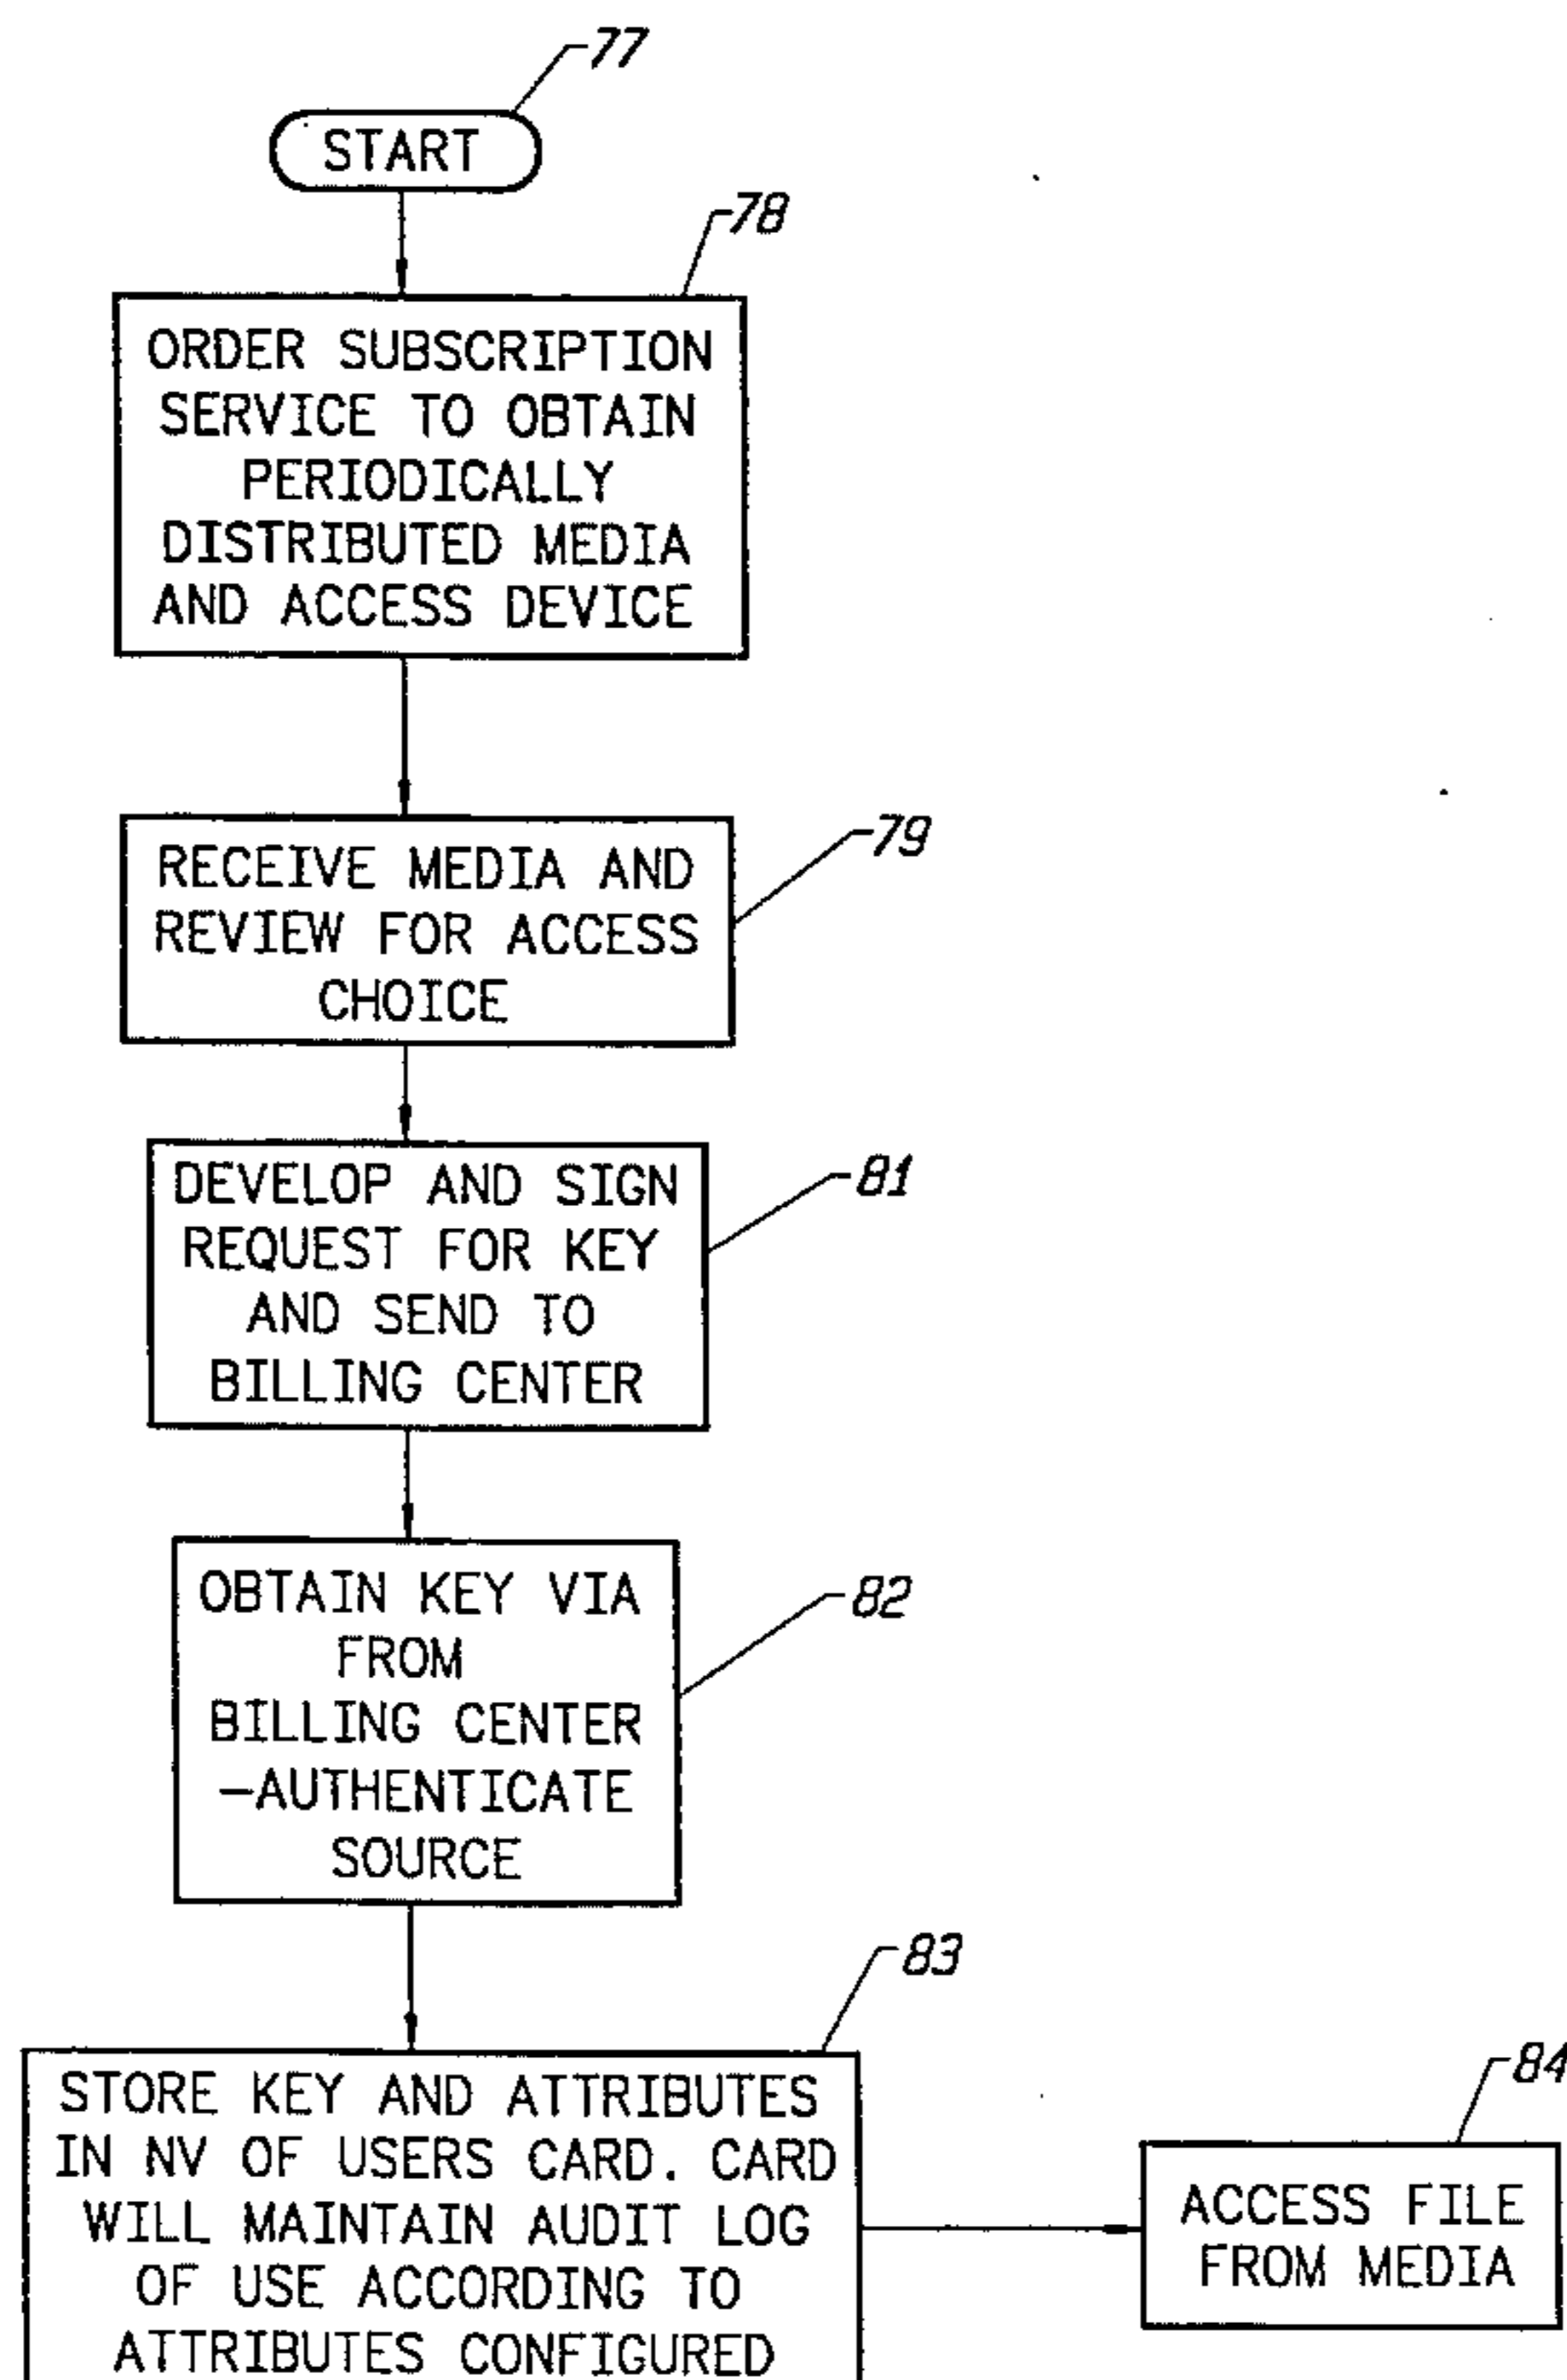 77
START
78
ORDER SUBSCRIPTION
SERVICE TO OBTAIN
PERIODICALLY
DISTRIBUTED MEDIA
AND ACCESS DEVICE
79
RECEIVE MEDIA AND
REVIEW FOR ACCESS
CHOICE
81
DEVELOP AND SIGN
REQUEST FOR KEY
AND SEND TO
BILLING CENTER
82
OBTAIN KEY VIA
FROM
BILLING CENTER
-AUTHENTICATE
SOURCE
83
STORE KEY AND ATTRIBUTES
IN NV OF USERS CARD. CARD
WILL MAINTAIN AUDIT LOG
OF USE ACCORDING TO
ATTRIBUTES CONFIGURED
84
ACCESS FILE
FROM MEDIA